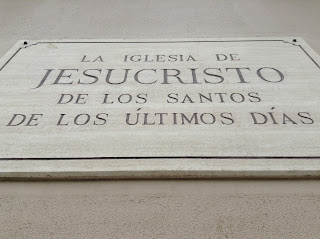 LA IGLESIA DE
JESUCRISTO
DE LOS SANTOS
DE LOS ÚLTIMOS DÍAS